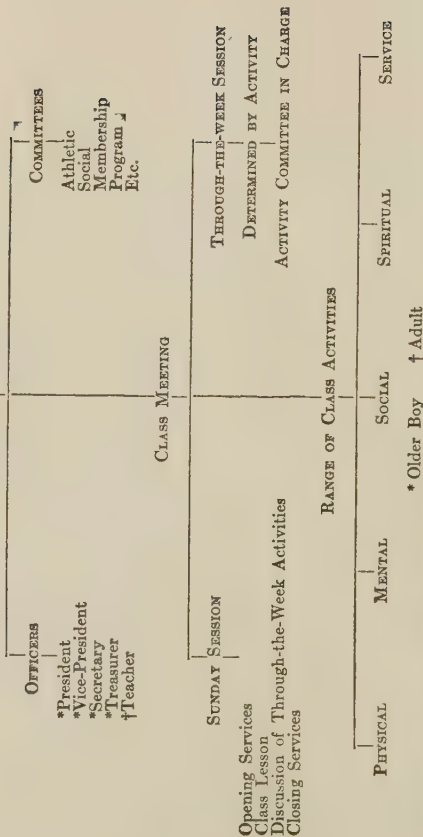 OFFICERS
*President
*Vice-President
*Secretary
*Treasurer
†Teacher
COMMITTEES
Athletic
Social
Membership
Program
Etc.
CLASS MEETING
SUNDAY SESSION
Opening Services
Class Lesson
Discussion of Through-the-Week Activities
Closing Services
THROUGH-THE-WEEK SESSION
DETERMINED BY ACTIVITY
ACTIVITY COMMITTEE IN CHARGE
RANGE OF CLASS ACTIVITIES
PHYSICAL
MENTAL
SOCIAL
SPIRITUAL
SERVICE
* Older Boy † Adult